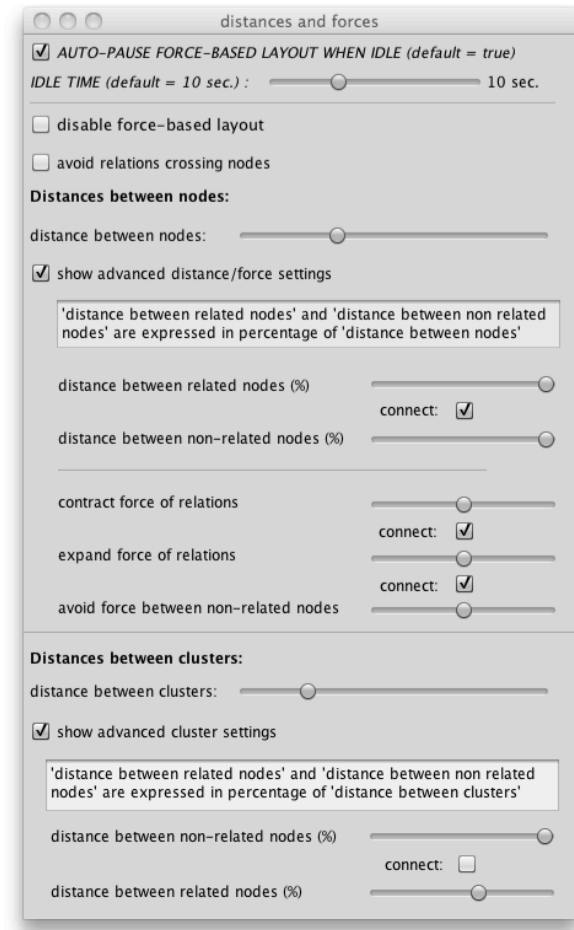 distances and forces
AUTO-PAUSE FORCE-BASED LAYOUT WHEN IDLE (default = true)
IDLE TIME (default = 10 sec.) : 10 sec.
disable force-based layout
avoid relations crossing nodes
Distances between nodes:
distance between nodes:
show advanced distance/force settings
'distance between related nodes' and 'distance between non related
nodes' are expressed in percentage of 'distance between nodes'
distance between related nodes (%)
connect:
distance between non-related nodes (%)
contract force of relations
connect:
expand force of relations
connect:
avoid force between non-related nodes
Distances between clusters:
distance between clusters:
show advanced cluster settings
'distance between related nodes' and 'distance between non related
nodes' are expressed in percentage of 'distance between clusters'
distance between non-related nodes (%)
connect:
distance between related nodes (%)